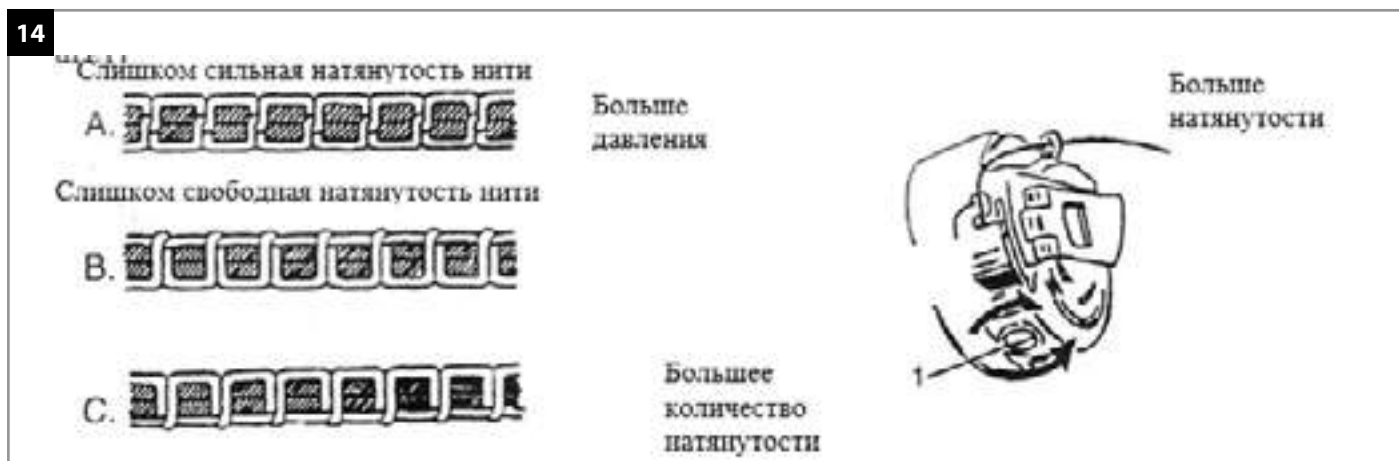 14
Слишком сильная натянутость нити
A.
Больше
давления
Больше
натянутости
Слишком свободная натянутость нити
B.
C.
Большее
количество
натянутости
1